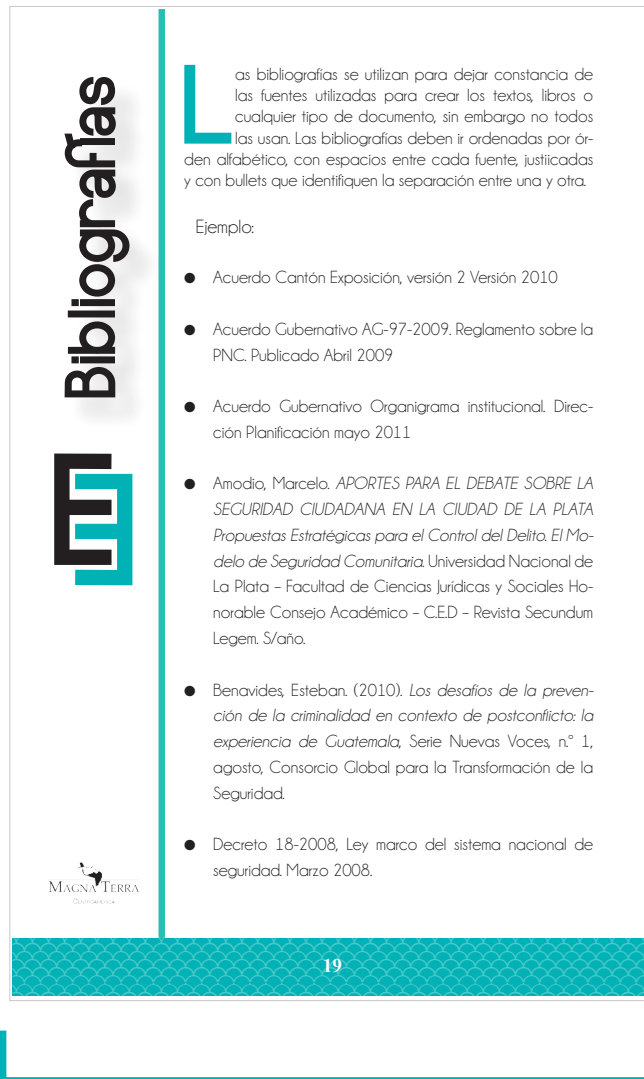 Bibliografías
Las bibliografías se utilizan para dejar constancia de
las fuentes utilizadas para crear los textos, libros o
cualquier tipo de documento, sin embargo no todos
las usan. Las bibliografías deben ir ordenadas por ór-
den alfabético, con espacios entre cada fuente, justiicadas
y con bullets que identifiquen la separación entre una y otra.
Ejemplo:
● Acuerdo Cantón Exposición, versión 2 Versión 2010
● Acuerdo Gubernativo AG-97-2009. Reglamento sobre la
PNC. Publicado Abril 2009
● Acuerdo Gubernativo Organigrama institucional. Direc-
ción Planificación mayo 2011
● Amodio, Marcelo. APORTES PARA EL DEBATE SOBRE LA
SEGURIDAD CIUDADANA EN LA CIUDAD DE LA PLATA
Propuestas Estratégicas para el Control del Delito. El Mo-
delo de Seguridad Comunitaria. Universidad Nacional de
La Plata – Facultad de Ciencias Jurídicas y Sociales Ho-
norable Consejo Académico – C.E.D – Revista Secundum
Legem. S/año.
● Benavides, Esteban. (2010). Los desafíos de la preven-
ción de la criminalidad en contexto de postconflicto: la
experiencia de Guatemala, Serie Nuevas Voces, n.° 1,
agosto, Consorcio Global para la Transformación de la
Seguridad.
● Decreto 18-2008, Ley marco del sistema nacional de
seguridad. Marzo 2008.
MAGNA TERRA
CENTROAMERICA
19